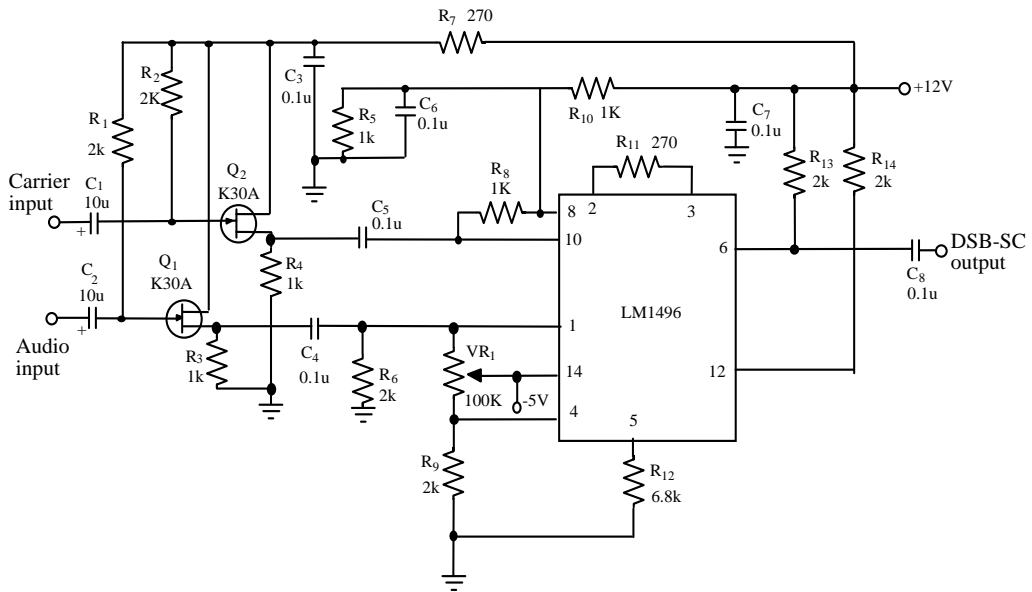 R7 270
R2
2K
C3
0.1u
R5
1k
C6
0.1u
R10 1K
C7
0.1u
+12V
R1
2k
R11 270
R13
2k
R14
2k
Carrier
input
C1
10u
+
Q2
K30A
R8
1K
C5
0.1u
8
2
3
10
6
DSB-SC
output
C8
0.1u
C2
10u
+
Q1
K30A
R4
1k
LM1496
Audio
input
R3
1k
C4
0.1u
R6
2k
VR1
100K
1
14
-5V
4
12
5
R9
2k
R12
6.8k